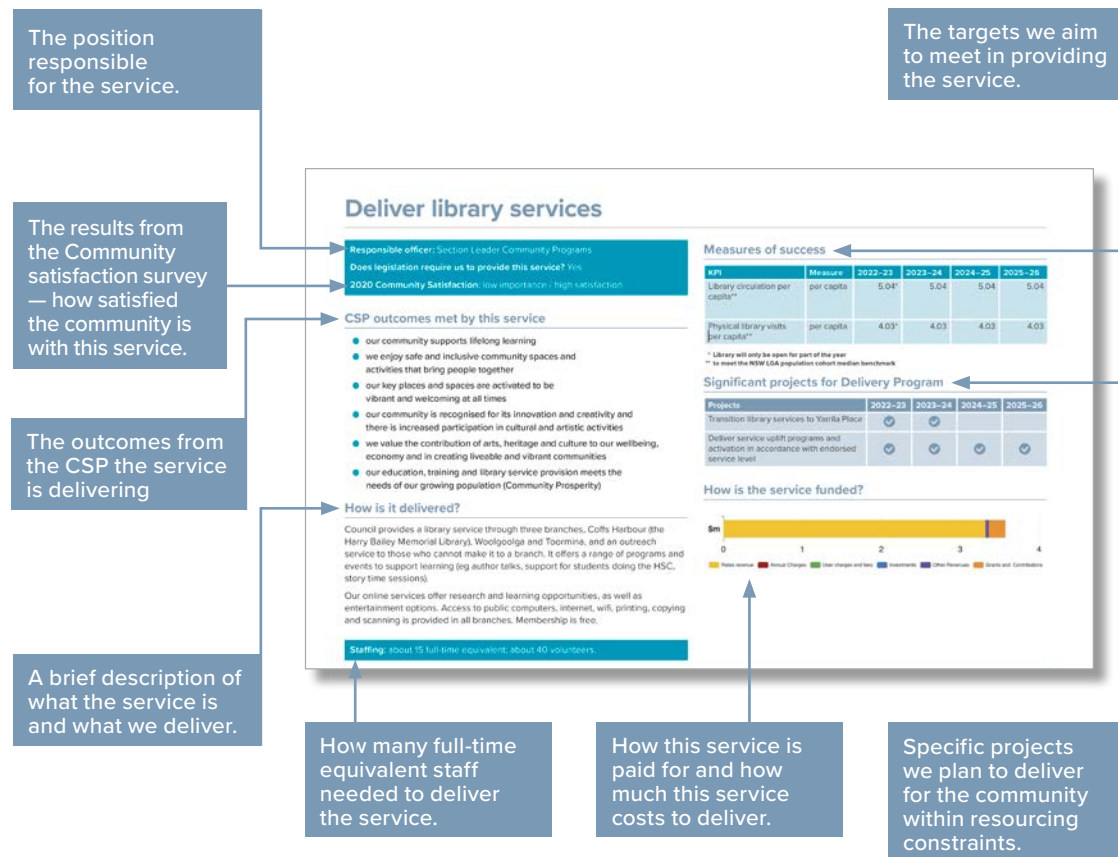 The position
responsible
for the service.
The targets we aim
to meet in providing
the service.
The results from
the Community
satisfaction survey
— how satisfied
the community is
with this service.
The outcomes from
the CSP the service
is delivering
A brief description of
what the service is
and what we deliver.
Deliver library services
Responsible officer: Section Leader Community Programs
Does legislation require us to provide this service? Yes
2020 Community Satisfaction: low importance / high satisfaction
CSP outcomes met by this service
our community supports lifelong learning
we enjoy safe and inclusive community spaces and
activities that bring people together
our key places and spaces are activated to be
vibrant and welcoming at all times
our community is recognised for its innovation and creativity and
there is increased participation in cultural and artistic activities
we value the contribution of arts, heritage and culture to our wellbeing,
economy and in creating liveable and vibrant communities
our education, training and library service provision meets the
needs of our growing population (Community Prosperity)
How is it delivered?
Council provides a library service through three branches, Coffs Harbour (the
Harry Bailey Memorial Library), Woolgoolga and Toormina, and an outreach
service to those who cannot make it to a branch. It offers a range of programs and
events to support learning (eg author talks, support for students doing the HSC,
story time sessions).
Our online services offer research and learning opportunities, as well as
entertainment options. Access to public computers, internet, wifi, printing, copying
and scanning is provided in all branches. Membership is free.
Staffing: about 15 full-time equivalent; about 40 volunteers.
Measures of success
KPI Measure 2022–23 2023–24 2024–25 2025–26
Library circulation per per capita 5.04* 5.04 5.04 5.04
capita**
Physical library visits per capita 4.03* 4.03 4.03 4.03
per capita**
* Library will only be open for part of the year
** to meet the NSW LGA population cohort median benchmark
Significant projects for Delivery Program
Projects 2022–23 2023–24 2024–25 2025–26
Transition library services to Yarrila Place
Deliver service uplift programs and
activation in accordance with endorsed
service level
How is the service funded?
$m
0 1 2 3 4
Rates revenue Annual Charges User charges and fees Investments Other Revenues Grants and Contributions
How many full-time
equivalent staff
needed to deliver
the service.
How this service is
paid for and how
much this service
costs to deliver.
Specific projects
we plan to deliver
for the community
within resourcing
constraints.